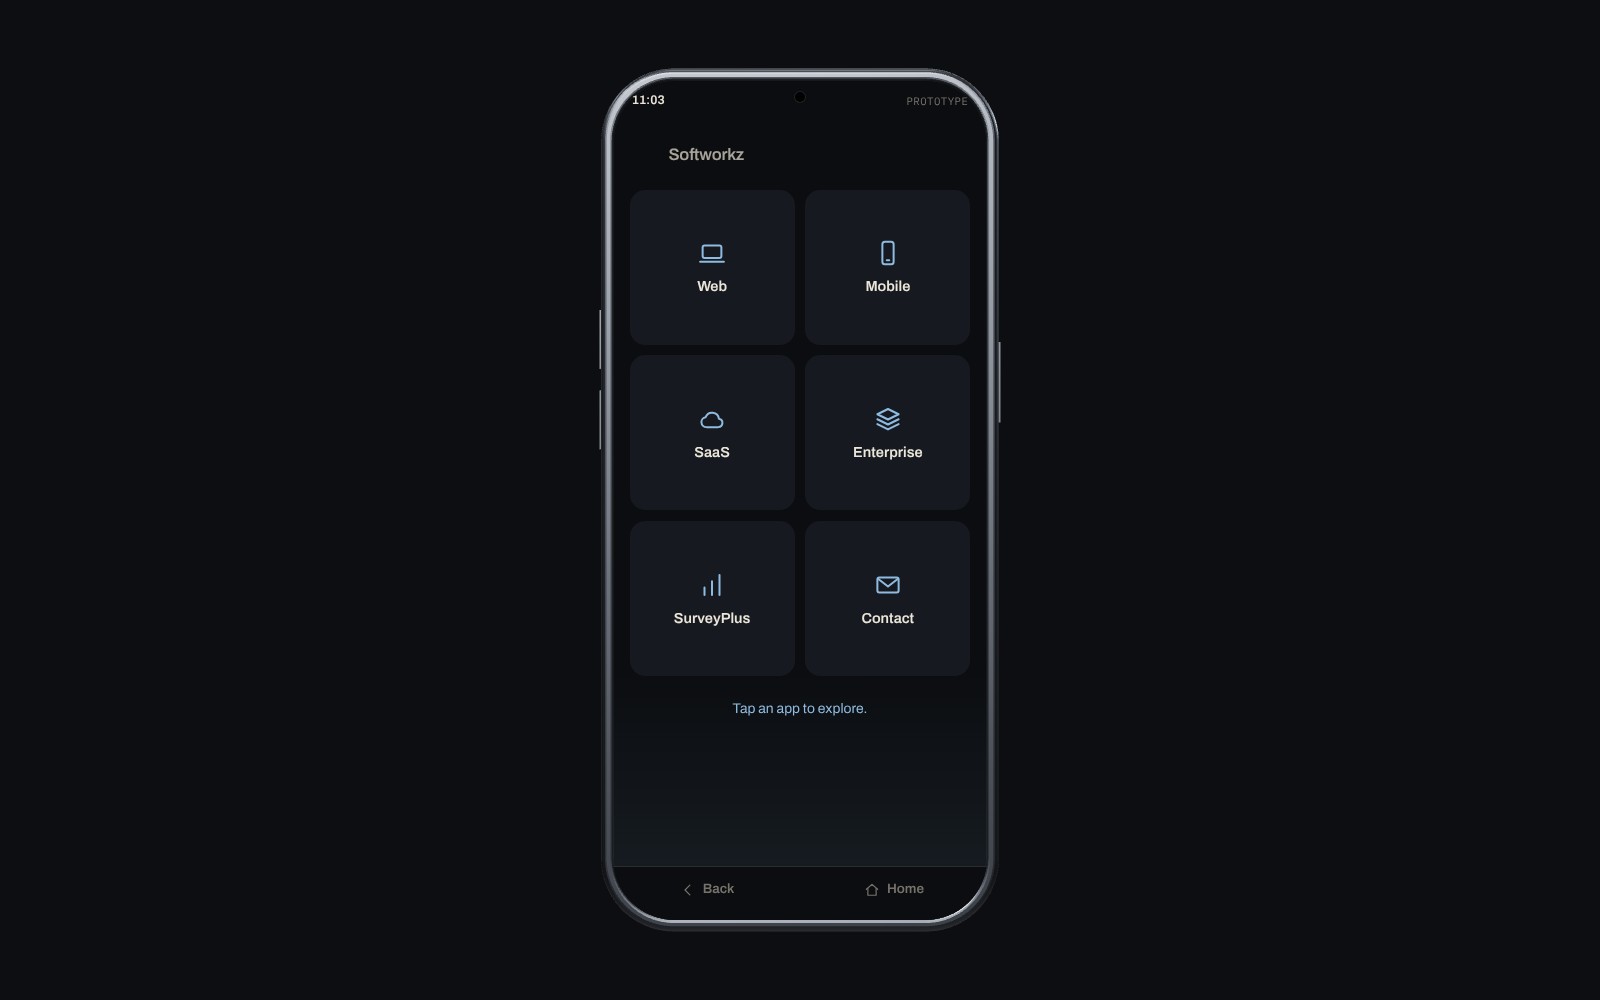 11:03
PROTOTYPE
Softworkz
Web
Mobile
SaaS
Enterprise
SurveyPlus
Contact
Tap an app to explore.
Back
Home